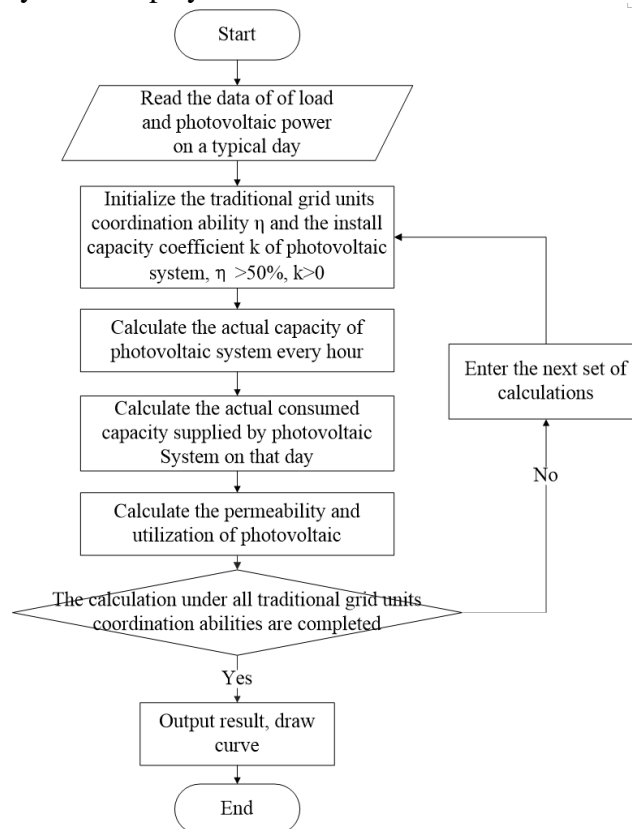 Start
Read the data of of load
and photovoltaic power
on a typical day
Initialize the traditional grid units
coordination ability η and the install
capacity coefficient k of photovoltaic
system, η >50%, k>0
Calculate the actual capacity of
photovoltaic system every hour
Enter the next set of
calculations
Calculate the actual consumed
capacity supplied by photovoltaic
System on that day
No
Calculate the permeability and
utilization of photovoltaic
The calculation under all traditional grid units
coordination abilities are completed
Yes
Output result, draw
curve
End